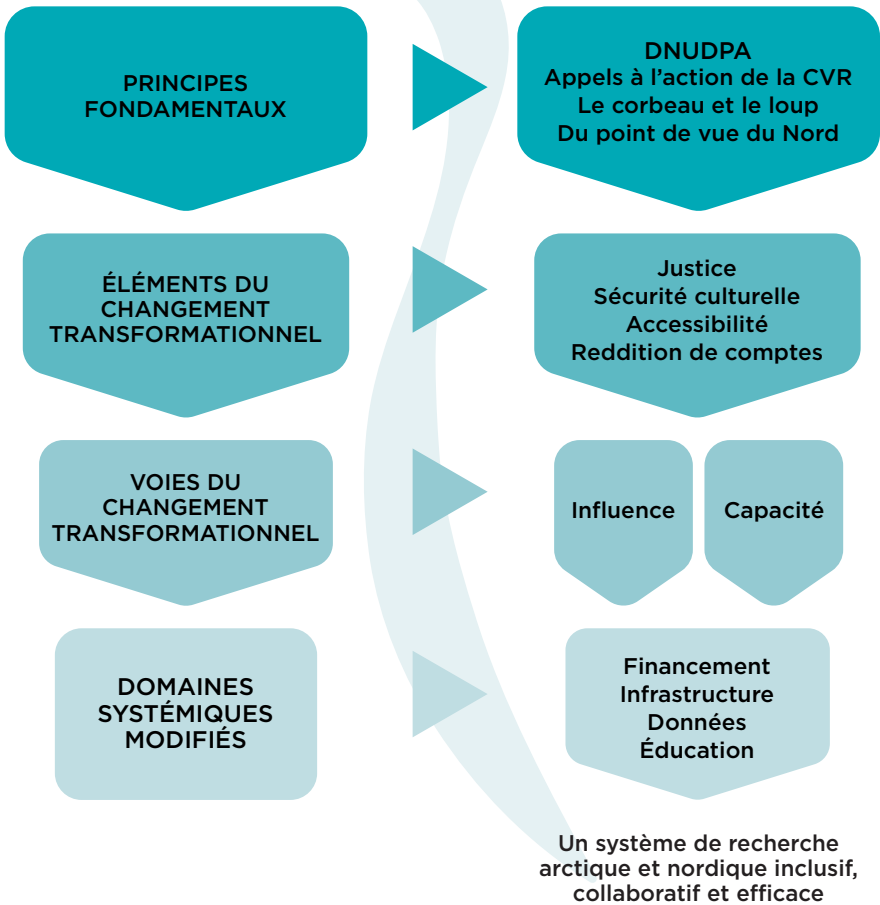 PRINCIPES
FONDAMENTAUX
DNUDPA
Appels à l’action de la CVR
Le corbeau et le loup
Du point de vue du Nord
ÉLÉMENTS DU
CHANGEMENT
TRANSFORMATIONNEL
Justice
Sécurité culturelle
Accessibilité
Reddition de comptes
VOIES DU
CHANGEMENT
TRANSFORMATIONNEL
Influence
Capacité
DOMAINES
SYSTÉMIQUES
MODIFIÉS
Financement
Infrastructure
Données
Éducation
Un système de recherche
arctique et nordique inclusif,
collaboratif et efficace